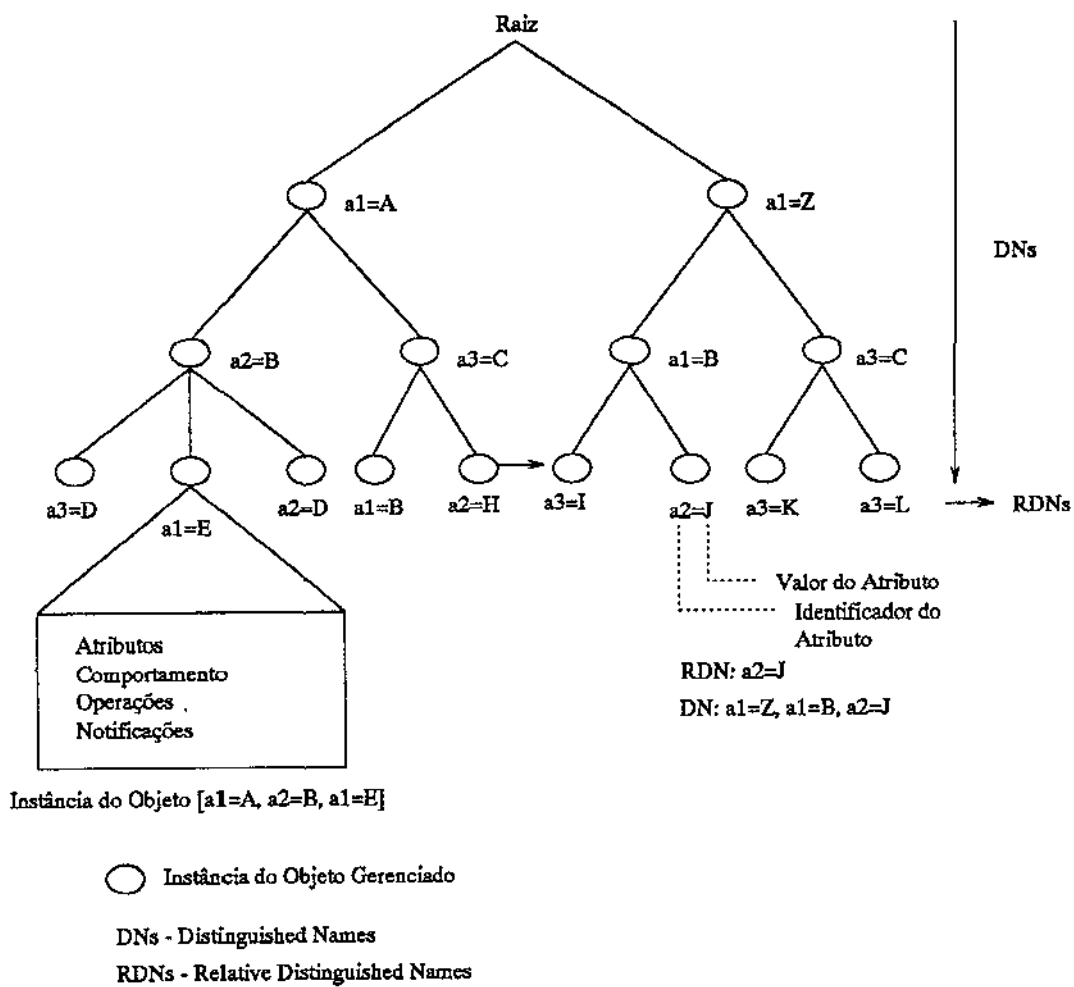 Raiz
a1=A
a1=Z
DNs
a2=B
a3=C
a1=B
a3=C
a3=D
a1=E
a2=D
a1=B
a2=H
a3=I
a2=J
a3=K
a3=L
RDNs
Valor do Atributo
Identificador do
Atributo
RDN: a2=J
DN: a1=Z, a1=B, a2=J
Atributos
Comportamento
Operações
Notificações
Instância do Objeto [a1=A, a2=B, a1=E]
Instância do Objeto Gerenciado
DNs - Distinguished Names
RDNs - Relative Distinguished Names